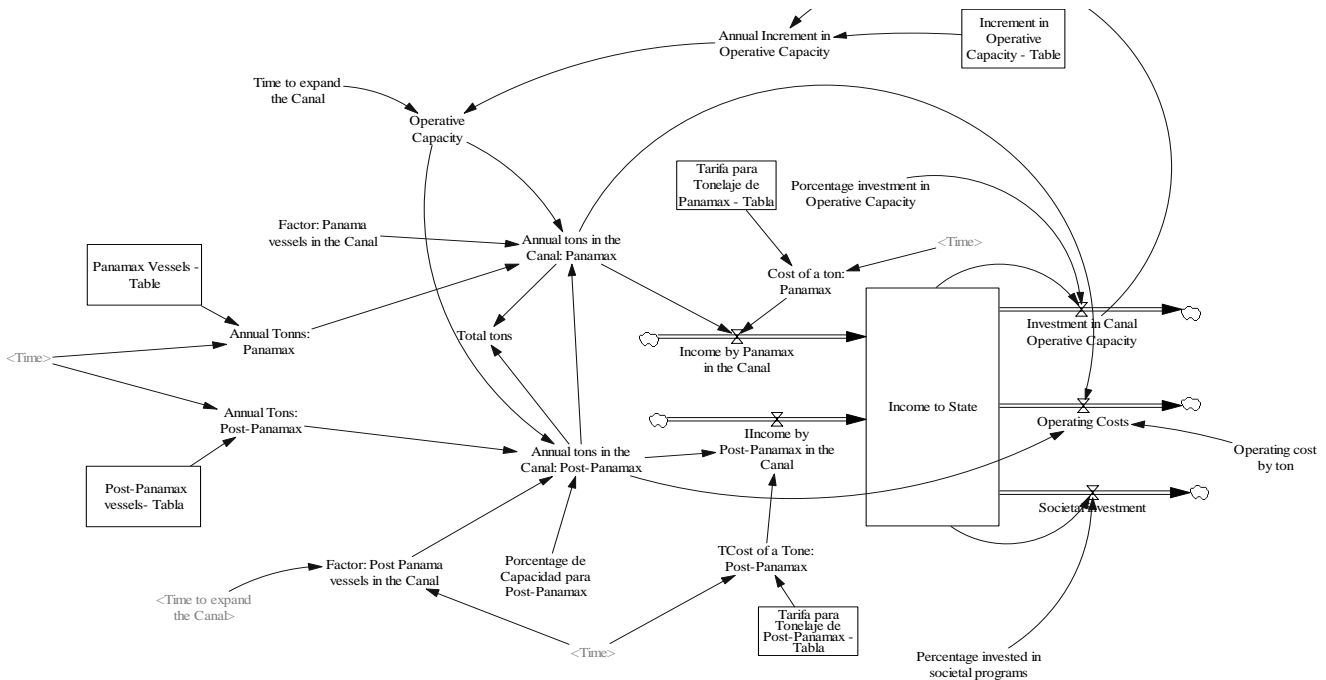 Annual Increment in
Operative Capacity
Increment in
Operative
Capacity - Table
Time to expand
the Canal
Operative
Capacity
Tarifa para
Tonelaje de
Panamax - Tabla
Porcentage investment in
Operative Capacity
Factor: Panama
vessels in the Canal
Annual tons in the
Canal: Panamax
<Time>
Panamax Vessels -
Table
Cost of a ton:
Panamax
Annual Tonns:
Panamax
Total tons
Income by Panamax
in the Canal
Investment in Canal
Operative Capacity
<Time>
Annual Tons:
Post-Panamax
Income to State
IIncome by
Post-Panamax in the
Canal
Operating Costs
Operating cost
by ton
Annual tons in the
Canal: Post-Panamax
Post-Panamax
vessels- Tabla
Societal Investment
Factor: Post Panama
vessels in the Canal
Porcentage de
Capacidad para
Post-Panamax
TCost of a Tone:
Post-Panamax
<Time to expand
the Canal>
Tarifa para
Tonelaje de
Post-Panamax -
Tabla
<Time>
Percentage invested in
societal programs